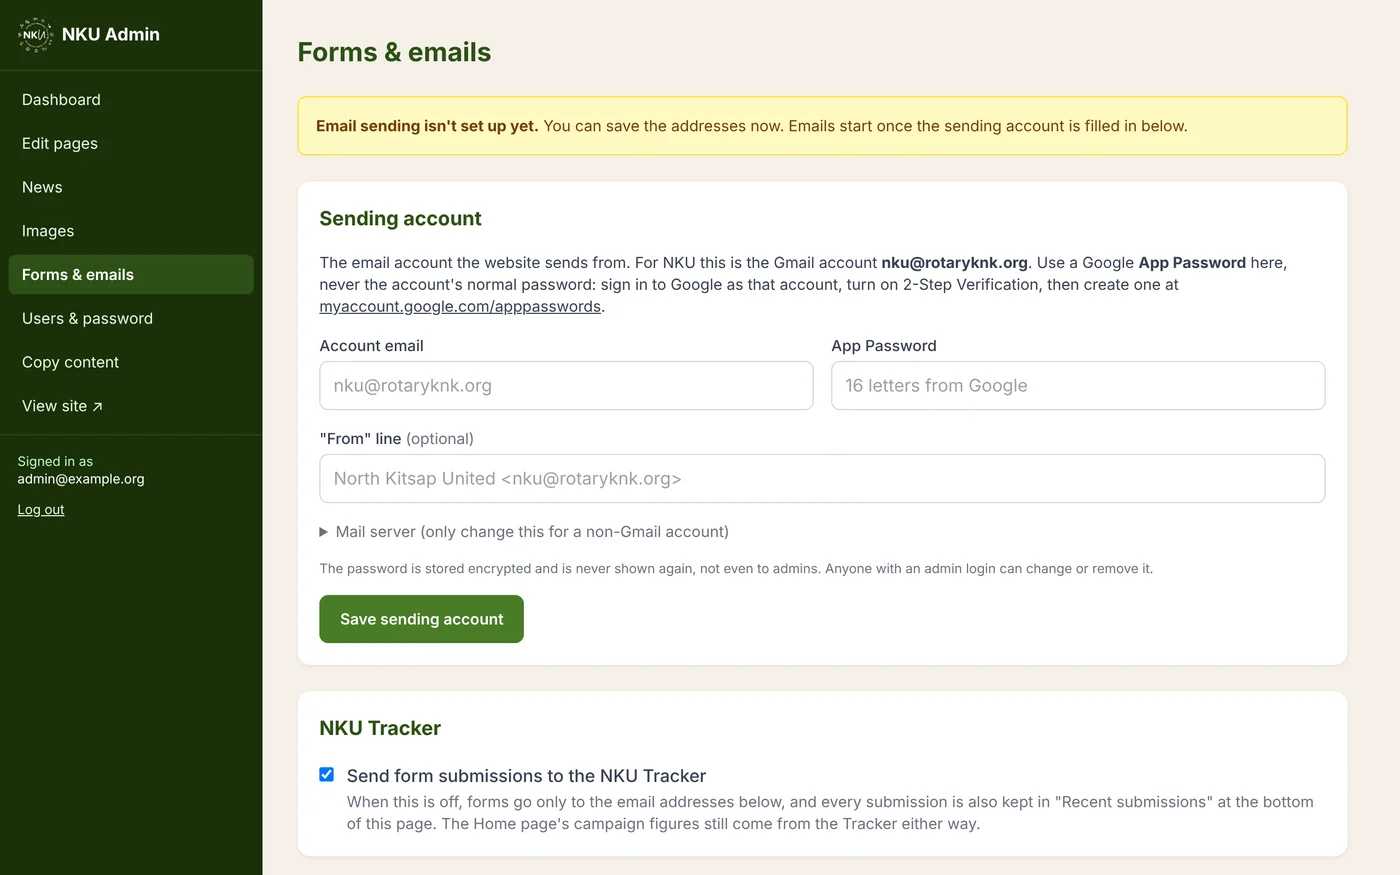 NKU
NKU Admin
Dashboard
Edit pages
News
Images
Forms & emails
Users & password
Copy content
View site ↗
Signed in as
admin@example.org
Log out
Forms & emails
Email sending isn't set up yet. You can save the addresses now. Emails start once the sending account is filled in below.
Sending account
The email account the website sends from. For NKU this is the Gmail account nku@rotaryknk.org. Use a Google App Password here,
never the account's normal password: sign in to Google as that account, turn on 2-Step Verification, then create one at
myaccount.google.com/apppasswords.
Account email
App Password
nku@rotaryknk.org
16 letters from Google
"From" line (optional)
North Kitsap United <nku@rotaryknk.org>
▶ Mail server (only change this for a non-Gmail account)
The password is stored encrypted and is never shown again, not even to admins. Anyone with an admin login can change or remove it.
Save sending account
NKU Tracker
Send form submissions to the NKU Tracker
When this is off, forms go only to the email addresses below, and every submission is also kept in "Recent submissions" at the bottom
of this page. The Home page's campaign figures still come from the Tracker either way.